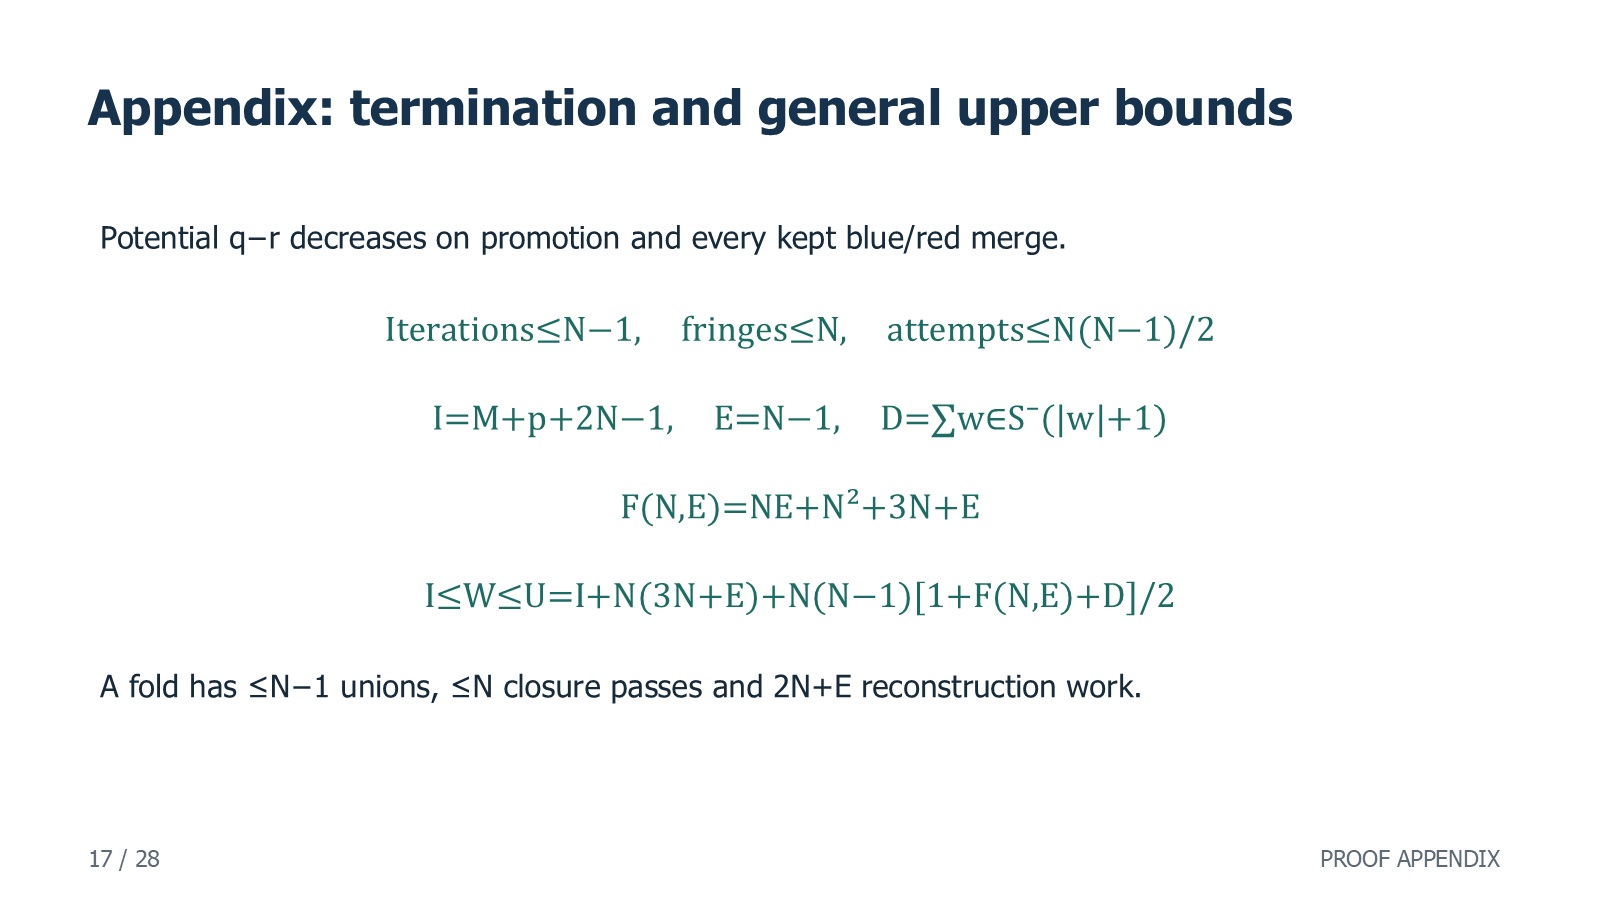 Appendix: termination and general upper bounds
Potential q−r decreases on promotion and every kept blue/red merge.
Iterations≤N−1, fringes≤N, attempts≤N(N−1)/2
I=M+p+2N−1, E=N−1, D=∑w∈S⁻(|w|+1)
F(N,E)=NE+N²+3N+E
I≤W≤U=I+N(3N+E)+N(N−1)[1+F(N,E)+D]/2
A fold has ≤N−1 unions, ≤N closure passes and 2N+E reconstruction work.
17 / 28
PROOF APPENDIX